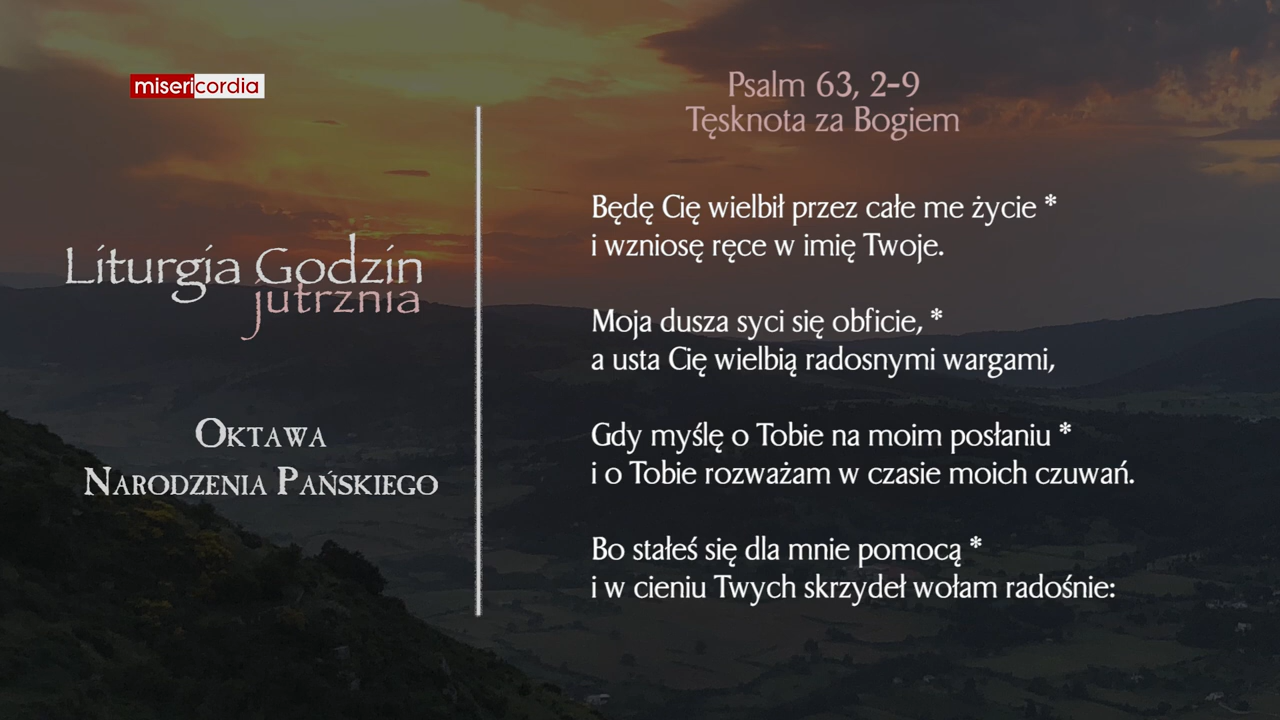 misericordia
Liturgia Godzin
jutrznia
Oktawa
Narodzenia Pańskiego
Psalm 63, 2-9
Tęsknota za Bogiem
Będę Cię wielbił przez całe me życie *
i wzniosę ręce w imię Twoje.
Moja dusza syci się obficie, *
a usta Cię wielbią radosnymi wargami,
Gdy myślę o Tobie na moim posłaniu *
i o Tobie rozważam w czasie moich czuwań.
Bo stałeś się dla mnie pomocą *
i w cieniu Twych skrzydeł wołam radośnie: